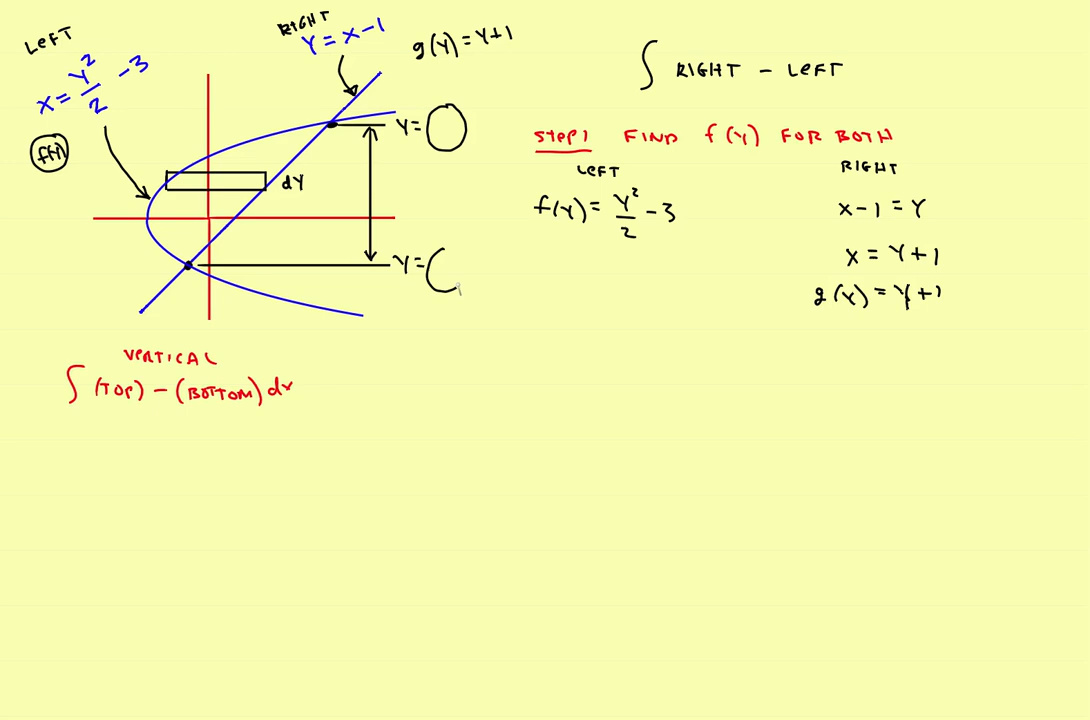 LEFT
x = y²/2 - 3
f(y)
RIGHT
y = x - 1
g(y) = y + 1
y =
dy
y =
VERTICAL
∫ (TOP) - (BOTTOM) dx
∫ RIGHT - LEFT
STEP 1 FIND f(y) FOR BOTH
LEFT
f(y) = y²/2 - 3
RIGHT
x - 1 = y
x = y + 1
g(y) = y + 1